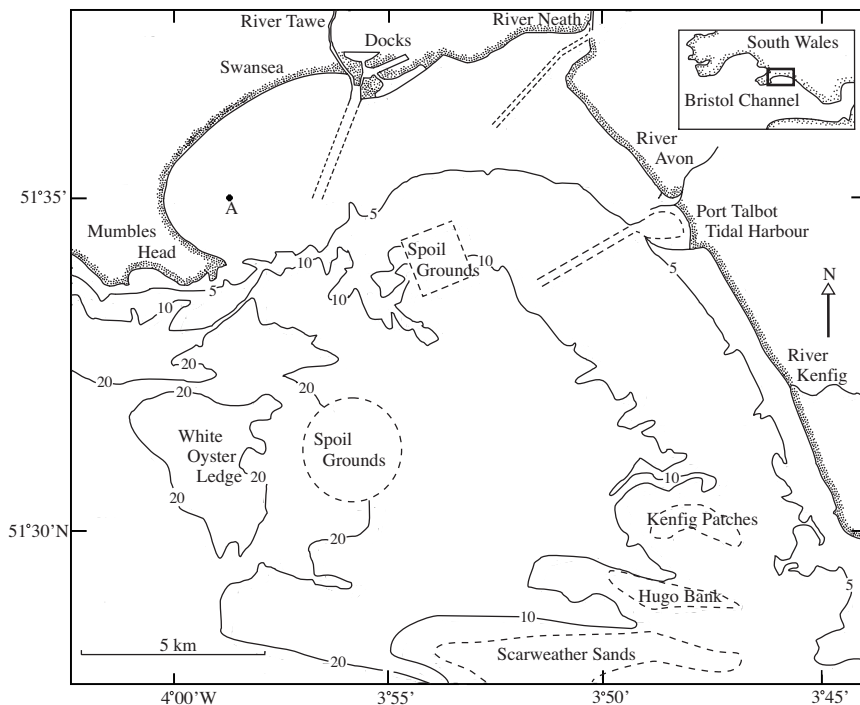 River Tawe
River Neath
Docks
South Wales
Swansea
Bristol Channel
River
Avon
51°35'
A
5
Port Talbot
Tidal Harbour
Mumbles
Head
10
Spoil
Grounds
10
5
5
10
N
10
20
River
Kenfig
20
20
20
White
Oyster
Ledge
Spoil
Grounds
20
20
10
51°30'N
20
Kenfig Patches
Hugo Bank
5
10
5 km
20
Scarweather Sands
4°00'W
3°55'
3°50'
3°45'